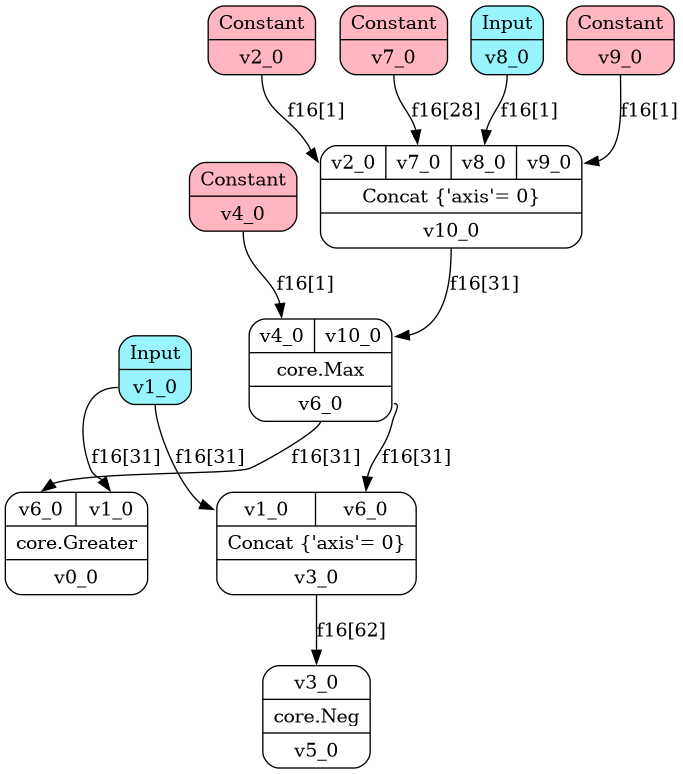 Constant
v2_0
Constant
v7_0
Input
v8_0
Constant
v9_0
f16[1]
f16[28]
f16[1]
f16[1]
v2_0 v7_0 v8_0 v9_0
Concat {'axis'= 0}
v10_0
Constant
v4_0
f16[1]
f16[31]
v4_0 v10_0
core.Max
v6_0
Input
v1_0
f16[31]
f16[31]
f16[31]
f16[31]
v6_0 v1_0
core.Greater
v0_0
v1_0 v6_0
Concat {'axis'= 0}
v3_0
f16[62]
v3_0
core.Neg
v5_0